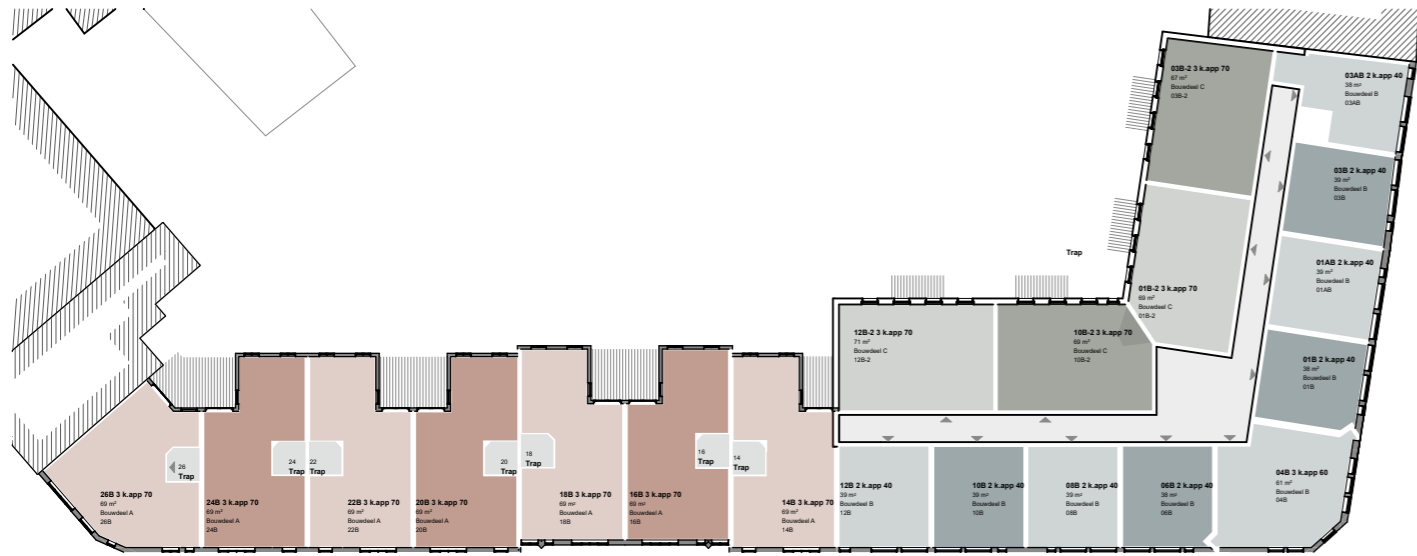 03B-2 3 k.app 70
67 m²
Bouwdeel C
03B-2
03AB 2 k.app 40
38 m²
Bouwdeel B
03AB
03B 2 k.app 40
39 m²
Bouwdeel B
03B
Trap
01AB 2 k.app 40
39 m²
Bouwdeel B
01AB
01B-2 3 k.app 70
69 m²
Bouwdeel C
01B-2
12B-2 3 k.app 70
71 m²
Bouwdeel C
12B-2
10B-2 3 k.app 70
69 m²
Bouwdeel C
10B-2
01B 2 k.app 40
38 m²
Bouwdeel B
01B
26
Trap
24
Trap
22
Trap
20
Trap
18
Trap
16
Trap
14
Trap
26B 3 k.app 70
69 m²
Bouwdeel A
26B
24B 3 k.app 70
69 m²
Bouwdeel A
24B
22B 3 k.app 70
69 m²
Bouwdeel A
22B
20B 3 k.app 70
69 m²
Bouwdeel A
20B
18B 3 k.app 70
69 m²
Bouwdeel A
18B
16B 3 k.app 70
69 m²
Bouwdeel A
16B
14B 3 k.app 70
69 m²
Bouwdeel A
14B
12B 2 k.app 40
39 m²
Bouwdeel B
12B
10B 2 k.app 40
39 m²
Bouwdeel B
10B
08B 2 k.app 40
39 m²
Bouwdeel B
08B
06B 2 k.app 40
38 m²
Bouwdeel B
06B
04B 3 k.app 60
61 m²
Bouwdeel B
04B